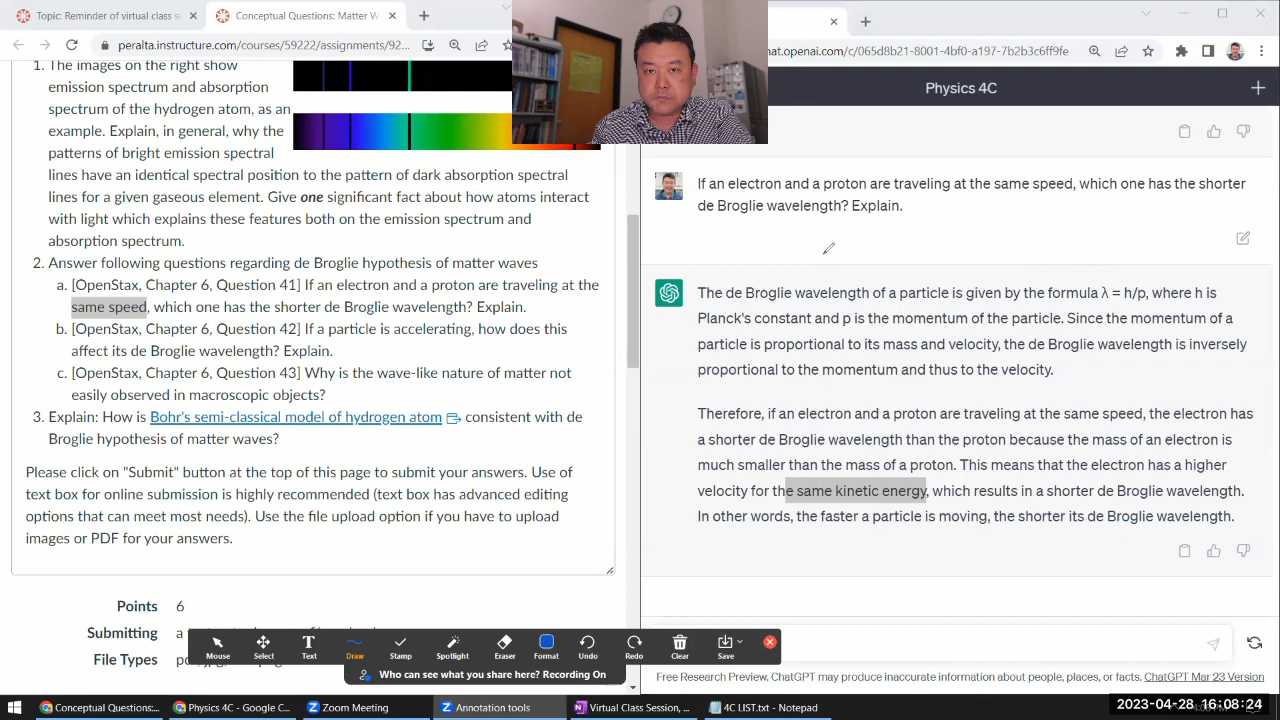 Topic: Reminder of virtual class s
Conceptual Questions: Matter W
peralta.instructure.com/courses/59222/assignments/92...
1. The images on the right show
emission spectrum and absorption
spectrum of the hydrogen atom, as an
example. Explain, in general, why the
patterns of bright emission spectral
lines have an identical spectral position to the pattern of dark absorption spectral
lines for a given gaseous element. Give one significant fact about how atoms interact
with light which explains these features both on the emission spectrum and
absorption spectrum.
2. Answer following questions regarding de Broglie hypothesis of matter waves
a. [OpenStax, Chapter 6, Question 41] If an electron and a proton are traveling at the
same speed, which one has the shorter de Broglie wavelength? Explain.
b. [OpenStax, Chapter 6, Question 42] If a particle is accelerating, how does this
affect its de Broglie wavelength? Explain.
c. [OpenStax, Chapter 6, Question 43] Why is the wave-like nature of matter not
easily observed in macroscopic objects?
3. Explain: How is Bohr's semi-classical model of hydrogen atom consistent with de
Broglie hypothesis of matter waves?
Please click on "Submit" button at the top of this page to submit your answers. Use of
text box for online submission is highly recommended (text box has advanced editing
options that can meet most needs). Use the file upload option if you have to upload
images or PDF for your answers.
Points 6
Submitting
File Types
hat.openai.com/c/065d8b21-8001-4bf0-a197-7b2b3c6ff9fe
Physics 4C
If an electron and a proton are traveling at the same speed, which one has the shorter
de Broglie wavelength? Explain.
The de Broglie wavelength of a particle is given by the formula λ = h/p, where h is
Planck's constant and p is the momentum of the particle. Since the momentum of a
particle is proportional to its mass and velocity, the de Broglie wavelength is inversely
proportional to the momentum and thus to the velocity.
Therefore, if an electron and a proton are traveling at the same speed, the electron has
a shorter de Broglie wavelength than the proton because the mass of an electron is
much smaller than the mass of a proton. This means that the electron has a higher
velocity for the same kinetic energy, which results in a shorter de Broglie wavelength.
In other words, the faster a particle is moving, the shorter its de Broglie wavelength.
Free Research Preview. ChatGPT may produce inaccurate information about people, places, or facts. ChatGPT Mar 23 Version
Mouse Select Text Draw Stamp Spotlight Eraser Format Undo Redo Clear Save
Who can see what you share here? Recording On
Conceptual Questions:... Physics 4C - Google C... Zoom Meeting Annotation tools Virtual Class Session, ... 4C LIST.txt - Notepad
2023-04-28 16:08:24